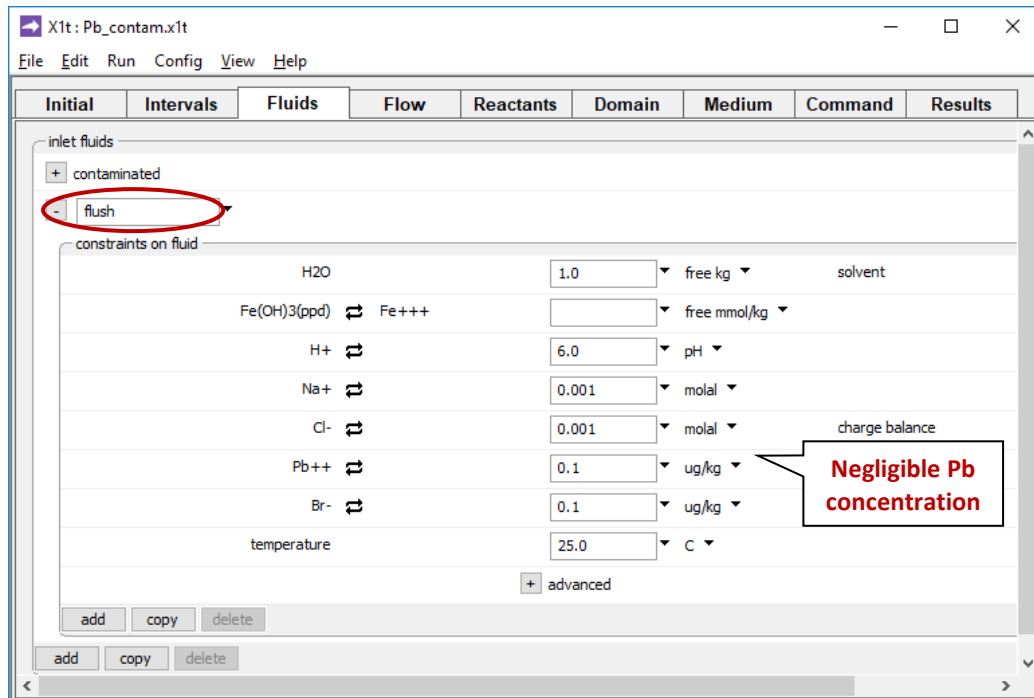 X1t : Pb_contam.x1t
File Edit Run Config View Help
Initial Intervals Fluids Flow Reactants Domain Medium Command Results
inlet fluids
+ contaminated
- flush
constraints on fluid
H2O 1.0 free kg solvent
Fe(OH)3(ppd) Fe+++ free mmol/kg
H+ 6.0 pH
Na+ 0.001 molal
Cl- 0.001 molal charge balance
Pb++ 0.1 ug/kg
Negligible Pb
concentration
Br- 0.1 ug/kg
temperature 25.0 C
+ advanced
add copy delete
add copy delete